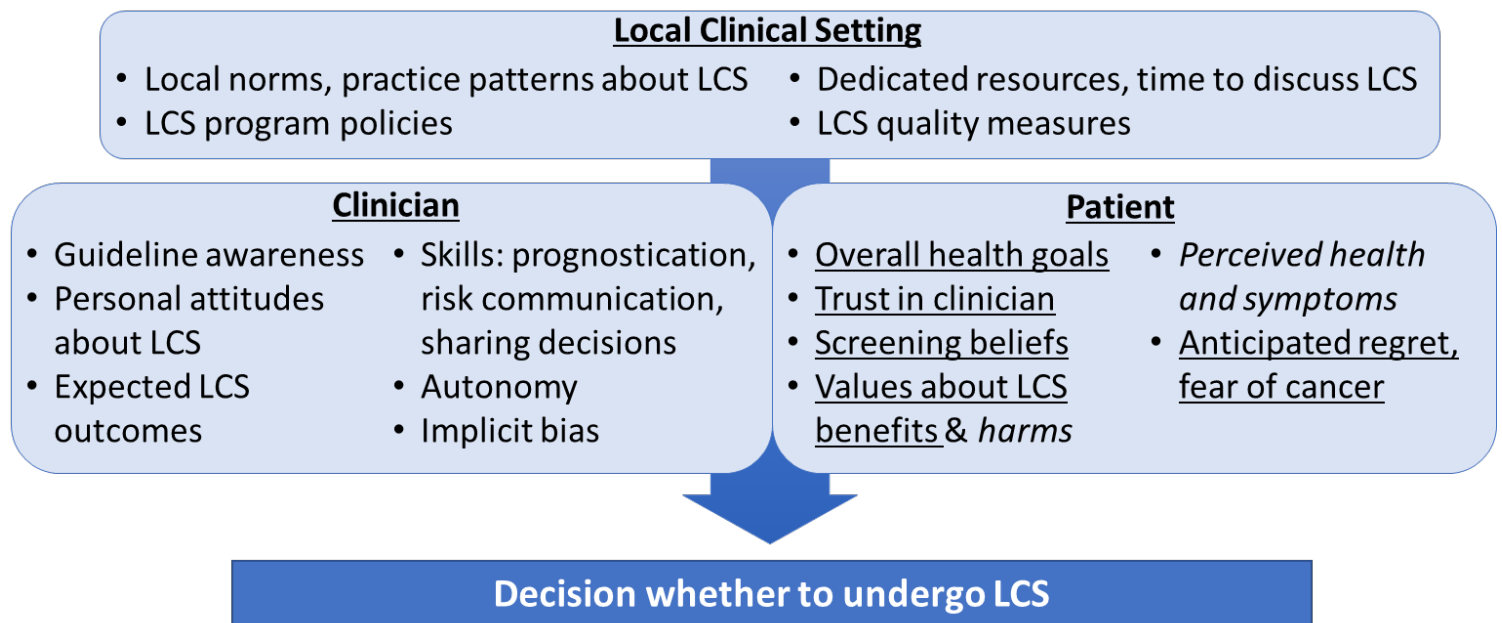 Local Clinical Setting
• Local norms, practice patterns about LCS
• LCS program policies
• Dedicated resources, time to discuss LCS
• LCS quality measures
Clinician
• Guideline awareness
• Personal attitudes
about LCS
• Expected LCS
outcomes
• Skills: prognostication,
risk communication,
sharing decisions
• Autonomy
• Implicit bias
Patient
• Overall health goals
• Trust in clinician
• Screening beliefs
• Values about LCS
benefits & harms
• Perceived health
and symptoms
• Anticipated regret,
fear of cancer
Decision whether to undergo LCS